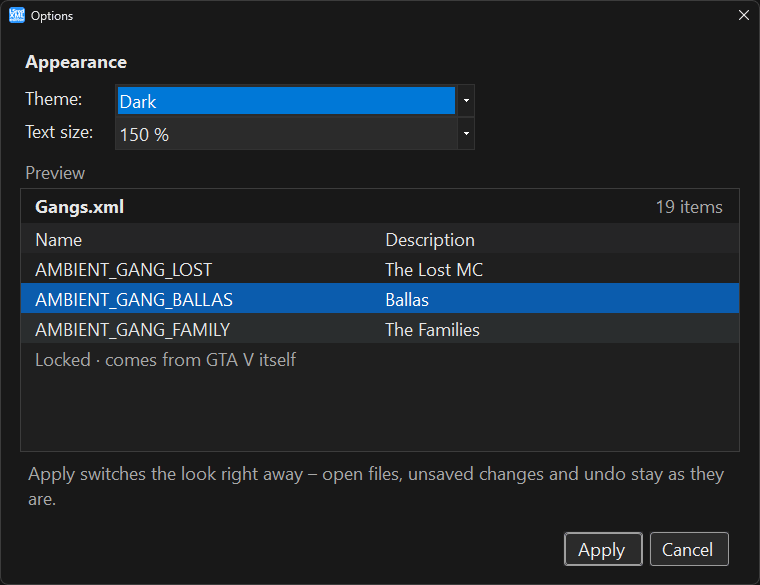 Options
Appearance
Theme: Dark
Text size: 150 %
Preview
Gangs.xml 19 items
Name Description
AMBIENT_GANG_LOST The Lost MC
AMBIENT_GANG_BALLAS Ballas
AMBIENT_GANG_FAMILY The Families
Locked · comes from GTA V itself
Apply switches the look right away – open files, unsaved changes and undo stay as they
are.
Apply Cancel